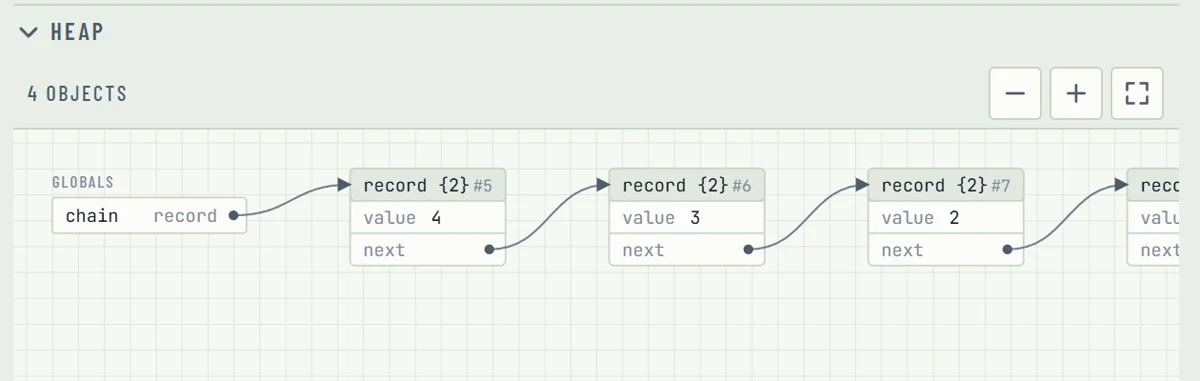 HEAP
4 OBJECTS
GLOBALS
chain record
record {2} #5
value 4
next
record {2} #6
value 3
next
record {2} #7
value 2
next